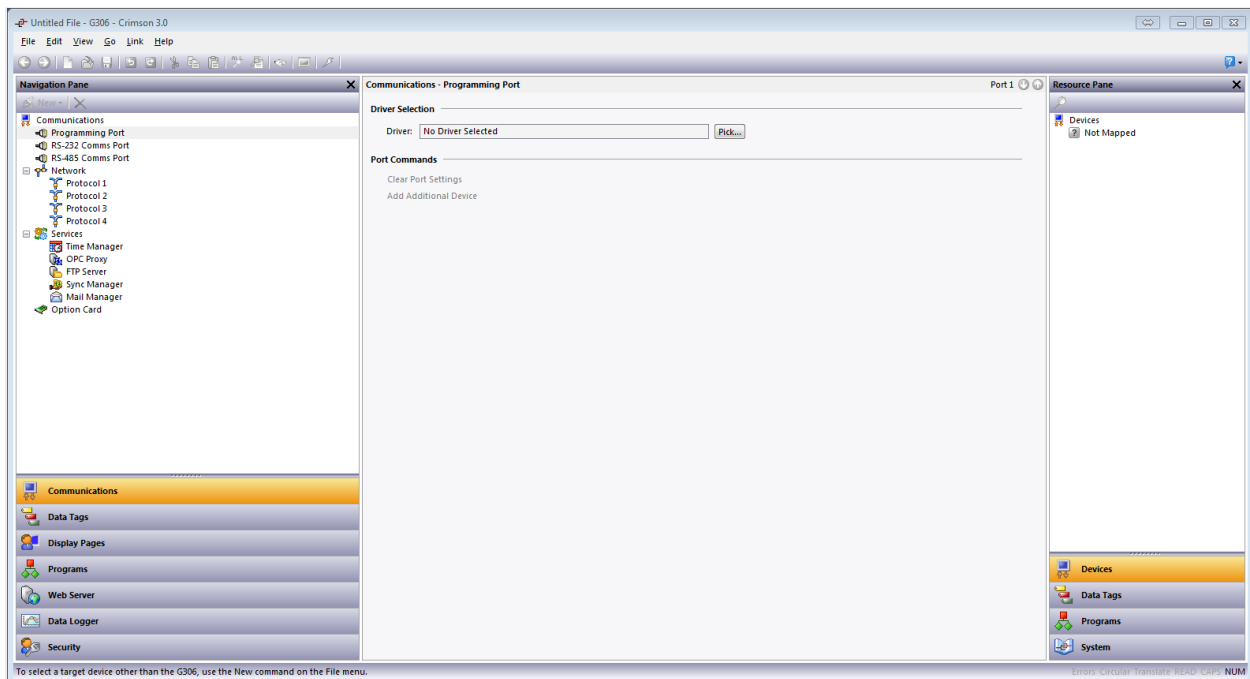 Untitled File - G306 - Crimson 3.0
File Edit View Go Link Help
Navigation Pane
New
Communications
Programming Port
RS-232 Comms Port
RS-485 Comms Port
Network
Protocol 1
Protocol 2
Protocol 3
Protocol 4
Services
Time Manager
OPC Proxy
FTP Server
Sync Manager
Mail Manager
Option Card
Communications
Data Tags
Display Pages
Programs
Web Server
Data Logger
Security
Communications - Programming Port Port 1
Driver Selection
Driver: No Driver Selected Pick...
Port Commands
Clear Port Settings
Add Additional Device
Resource Pane
Devices
Not Mapped
Devices
Data Tags
Programs
System
To select a target device other than the G306, use the New command on the File menu.
Errors Circular Translate READ CAPS NUM